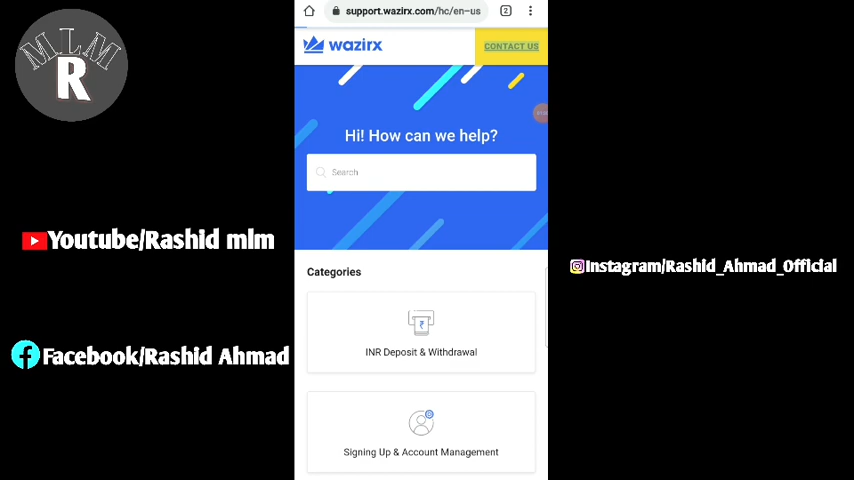 MLM
R
Youtube/Rashid mlm
Facebook/Rashid Ahmad
support.wazirx.com/hc/en-us
2
wazirx
CONTACT US
Hi! How can we help?
Search
Categories
₹
INR Deposit & Withdrawal
Signing Up & Account Management
Instagram/Rashid_Ahmad_Official